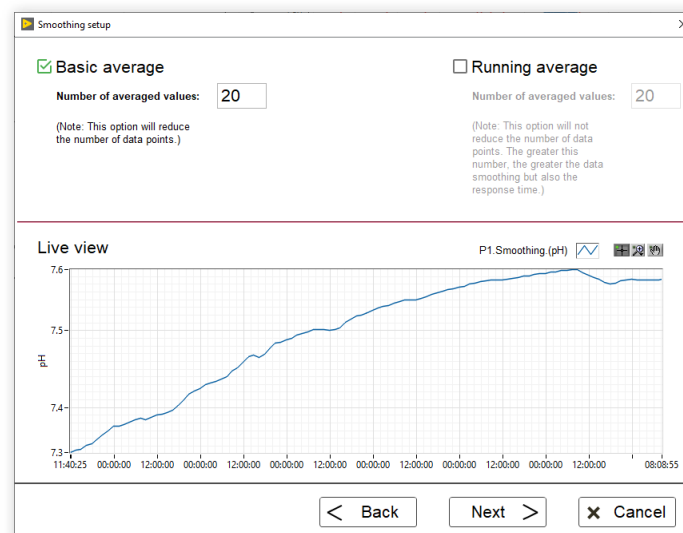 Smoothing setup
Basic average
Number of averaged values: 20
(Note: This option will reduce
the number of data points.)
Running average
Number of averaged values: 20
(Note: This option will not
reduce the number of data
points. The greater this
number, the greater the data
smoothing but also the
response time.)
Live view
P1.Smoothing.(pH)
7.6
7.5
pH
7.4
7.3
11:40:25 00:00:00 12:00:00 00:00:00 12:00:00 00:00:00 12:00:00 00:00:00 12:00:00 00:00:00 12:00:00 00:00:00 12:00:00 08:08:55
< Back
Next >
Cancel